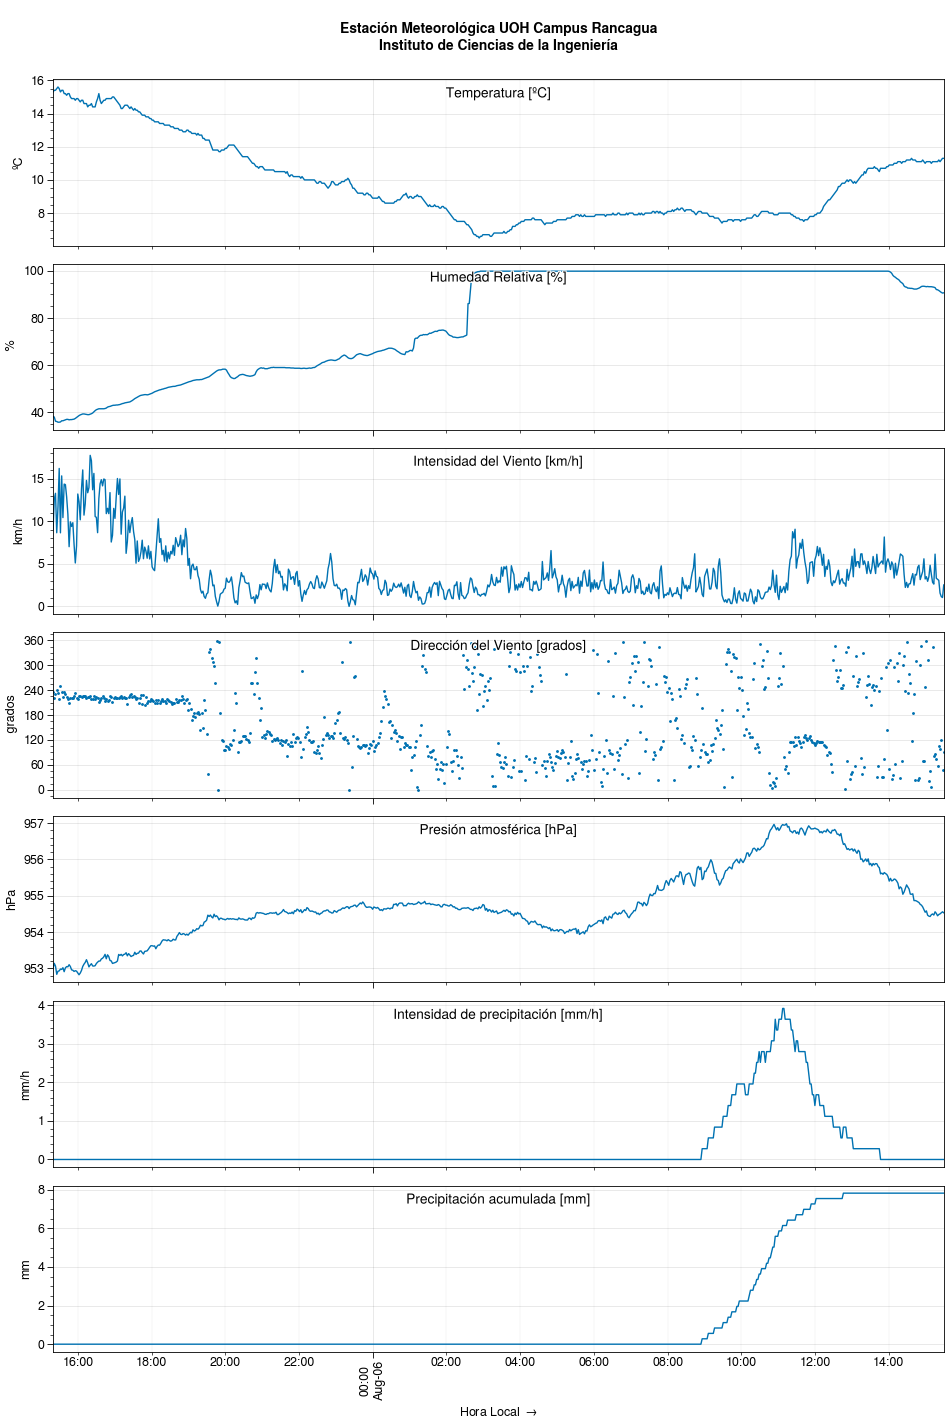 Estación Meteorológica UOH Campus Rancagua
Instituto de Ciencias de la Ingeniería
Temperatura [ºC]
ºC
16
14
12
10
8
Humedad Relativa [%]
%
100
80
60
40
Intensidad del Viento [km/h]
km/h
15
10
5
0
Dirección del Viento [grados]
grados
360
300
240
180
120
60
0
Presión atmosférica [hPa]
hPa
957
956
955
954
953
Intensidad de precipitación [mm/h]
mm/h
4
3
2
1
0
Precipitación acumulada [mm]
mm
8
6
4
2
0
16:00 18:00 20:00 22:00 00:00 02:00 04:00 06:00 08:00 10:00 12:00 14:00
Aug-06
Hora Local →